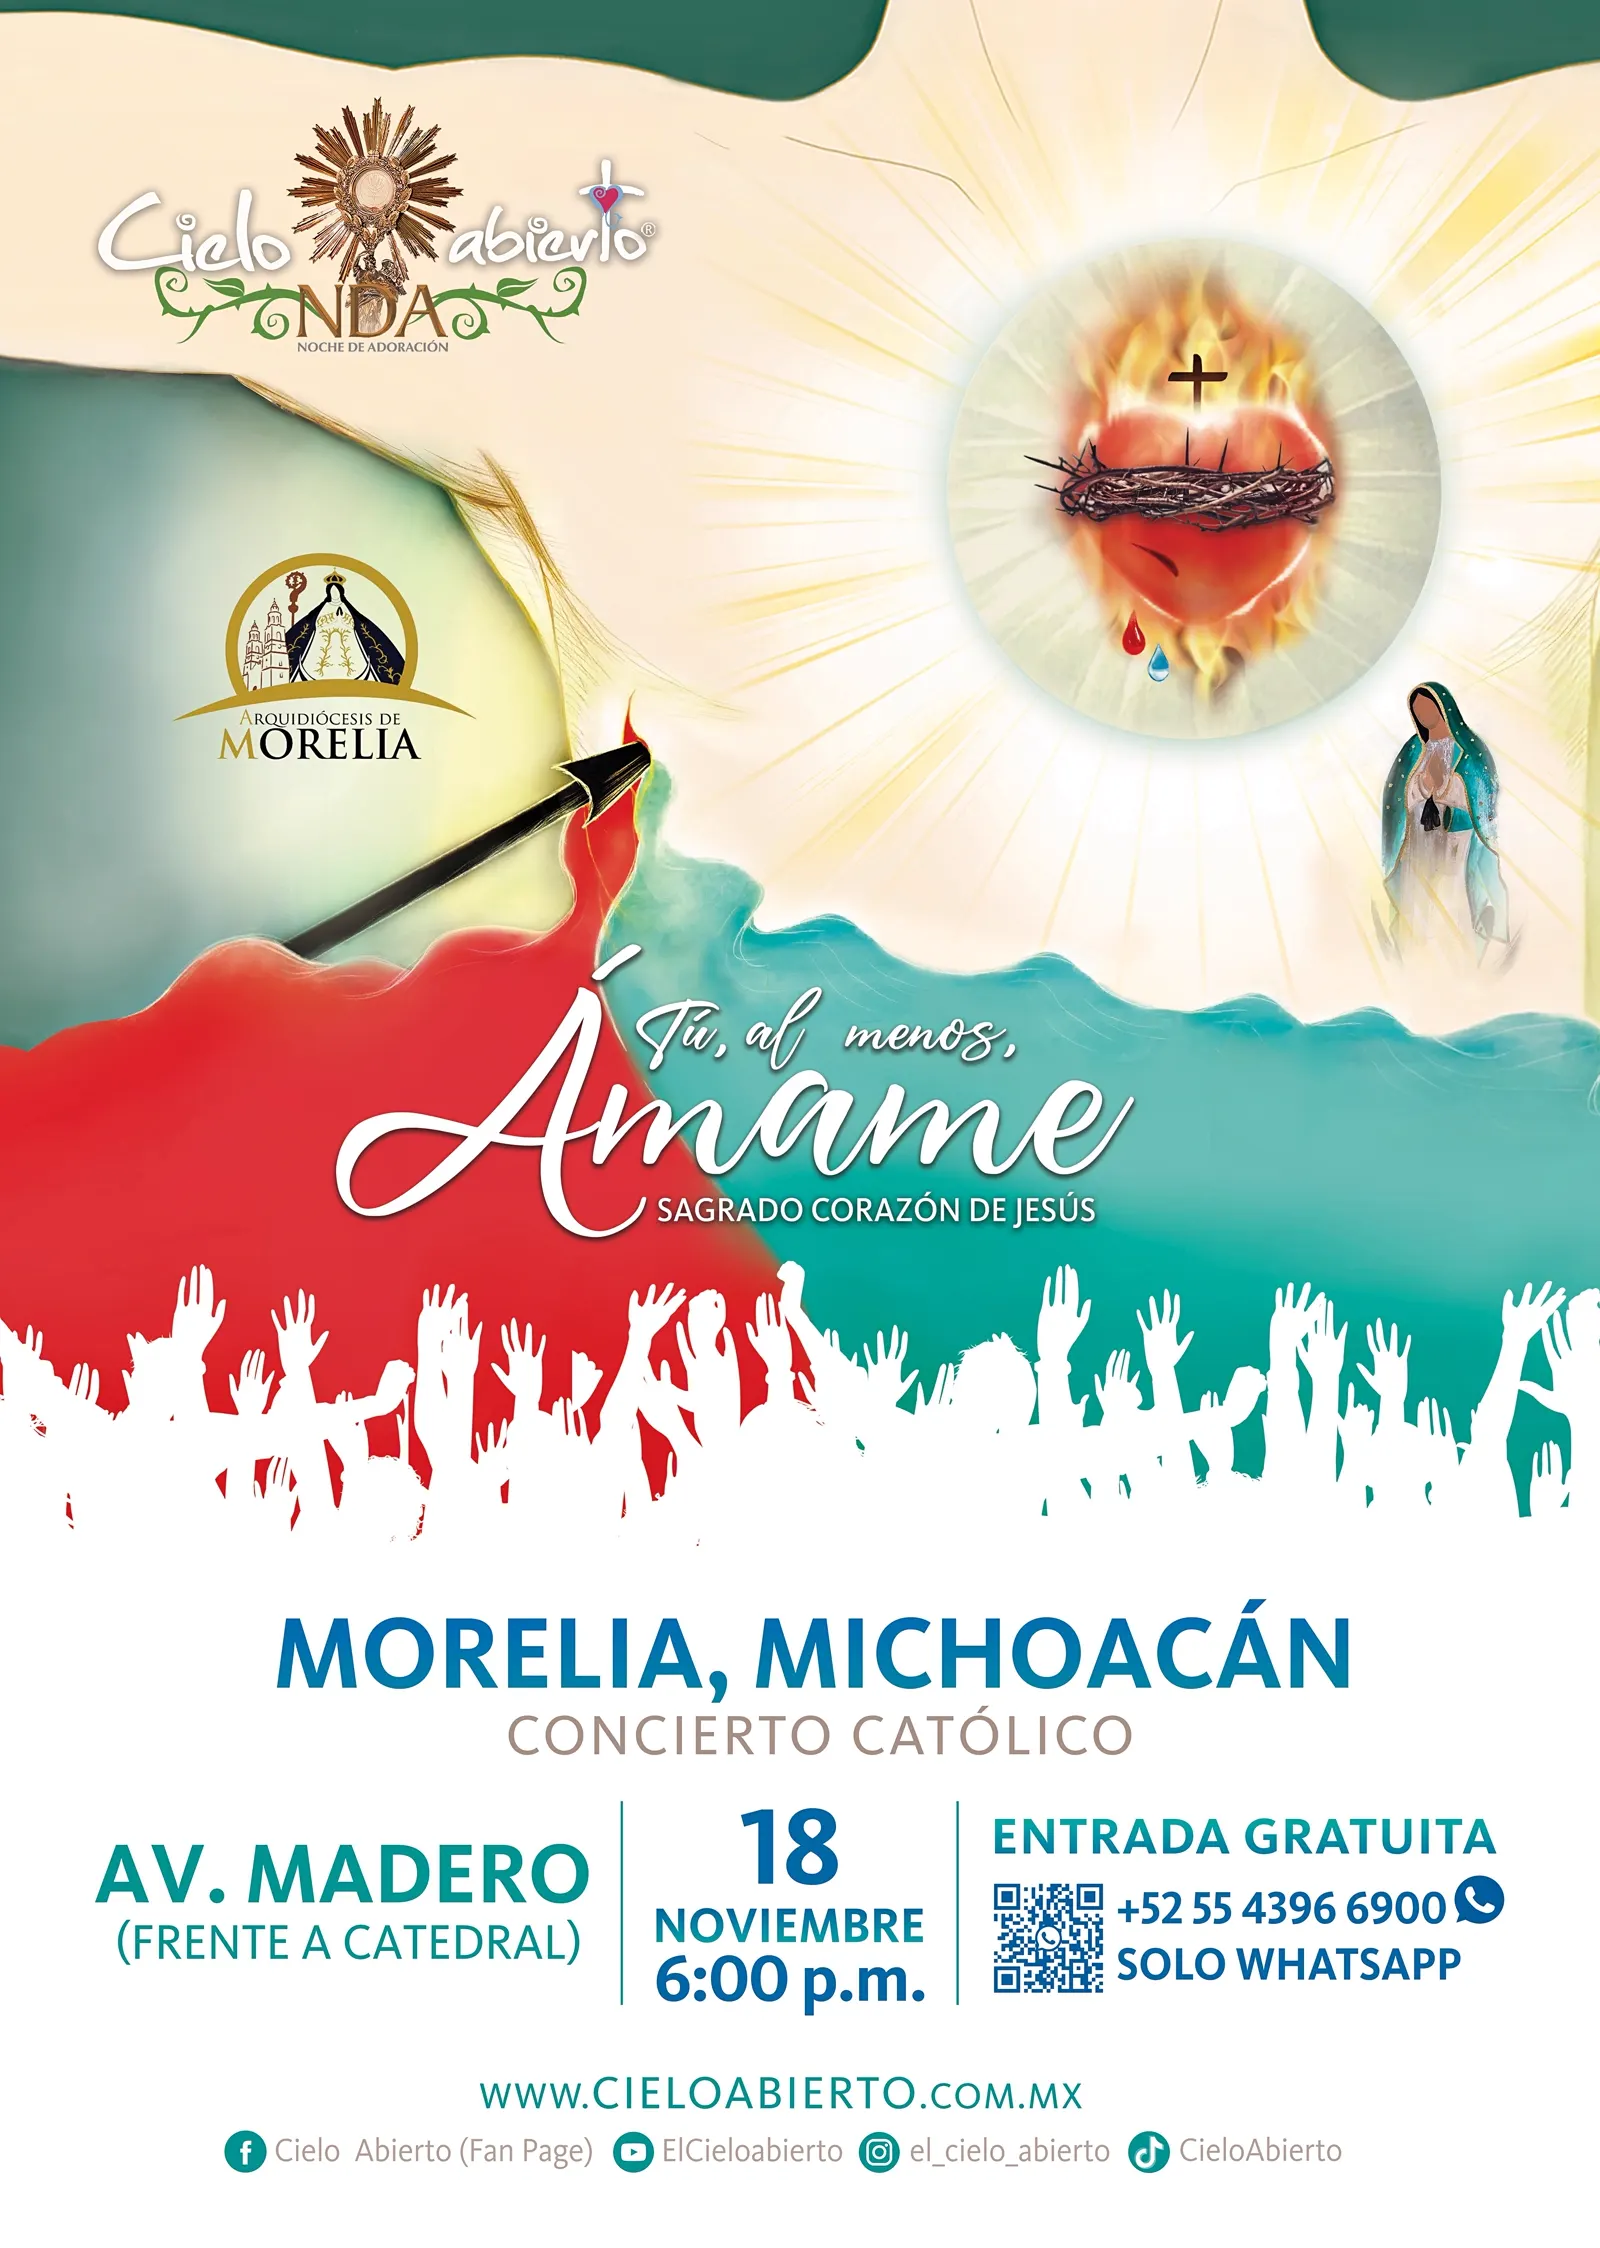 Cielo abierto®
NDA
NOCHE DE ADORACIÓN
ARQUIDIÓCESIS DE
MORELIA
Tú, al menos,
Ámame
SAGRADO CORAZÓN DE JESÚS
MORELIA, MICHOACÁN
CONCIERTO CATÓLICO
AV. MADERO
(FRENTE A CATEDRAL)
18
NOVIEMBRE
6:00 p.m.
ENTRADA GRATUITA
+52 55 4396 6900
SOLO WHATSAPP
WWW.CIELOABIERTO.COM.MX
Cielo Abierto (Fan Page) ElCieloabierto el_cielo_abierto CieloAbierto